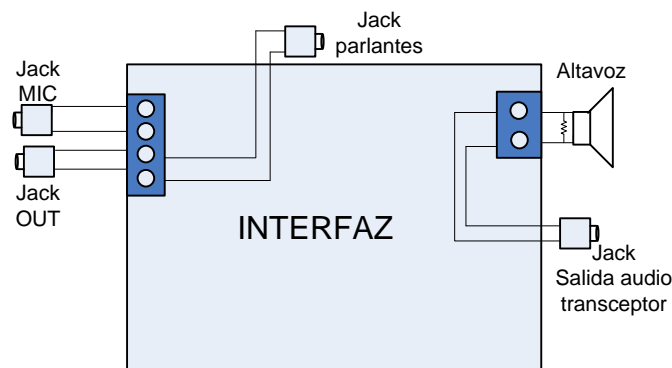 Jack
parlantes
Jack
MIC
Altavoz
Jack
OUT
INTERFAZ
Jack
Salida audio
transceptor